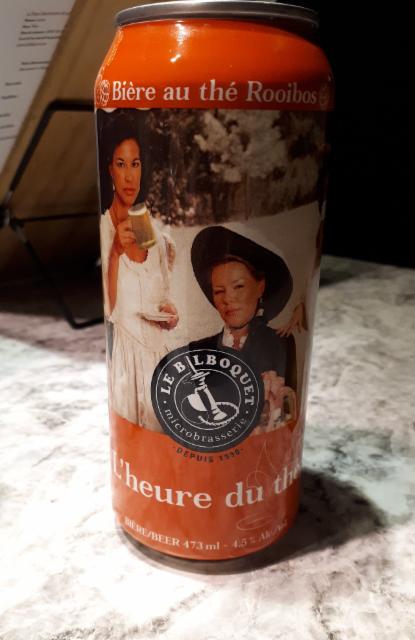 Bière au thé Rooibos
LE BILBOQUET
microbrasserie
·DEPUIS 1990·
L'heure du thé
BIÈRE/BEER 473 ml - 4.5 % Alc./Vol.